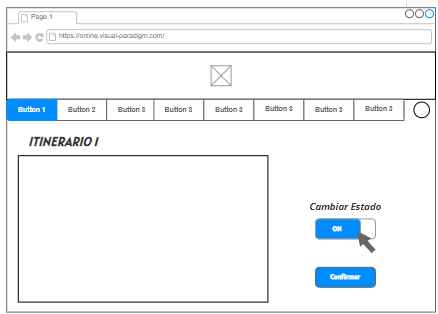 Page 1
https://online.visual-paradigm.com/
Button 1 Button 2 Button 3 Button 3 Button 3 Button 3 Button 3 Button 3
ITINERARIO I
Cambiar Estado
ON
Confirmar